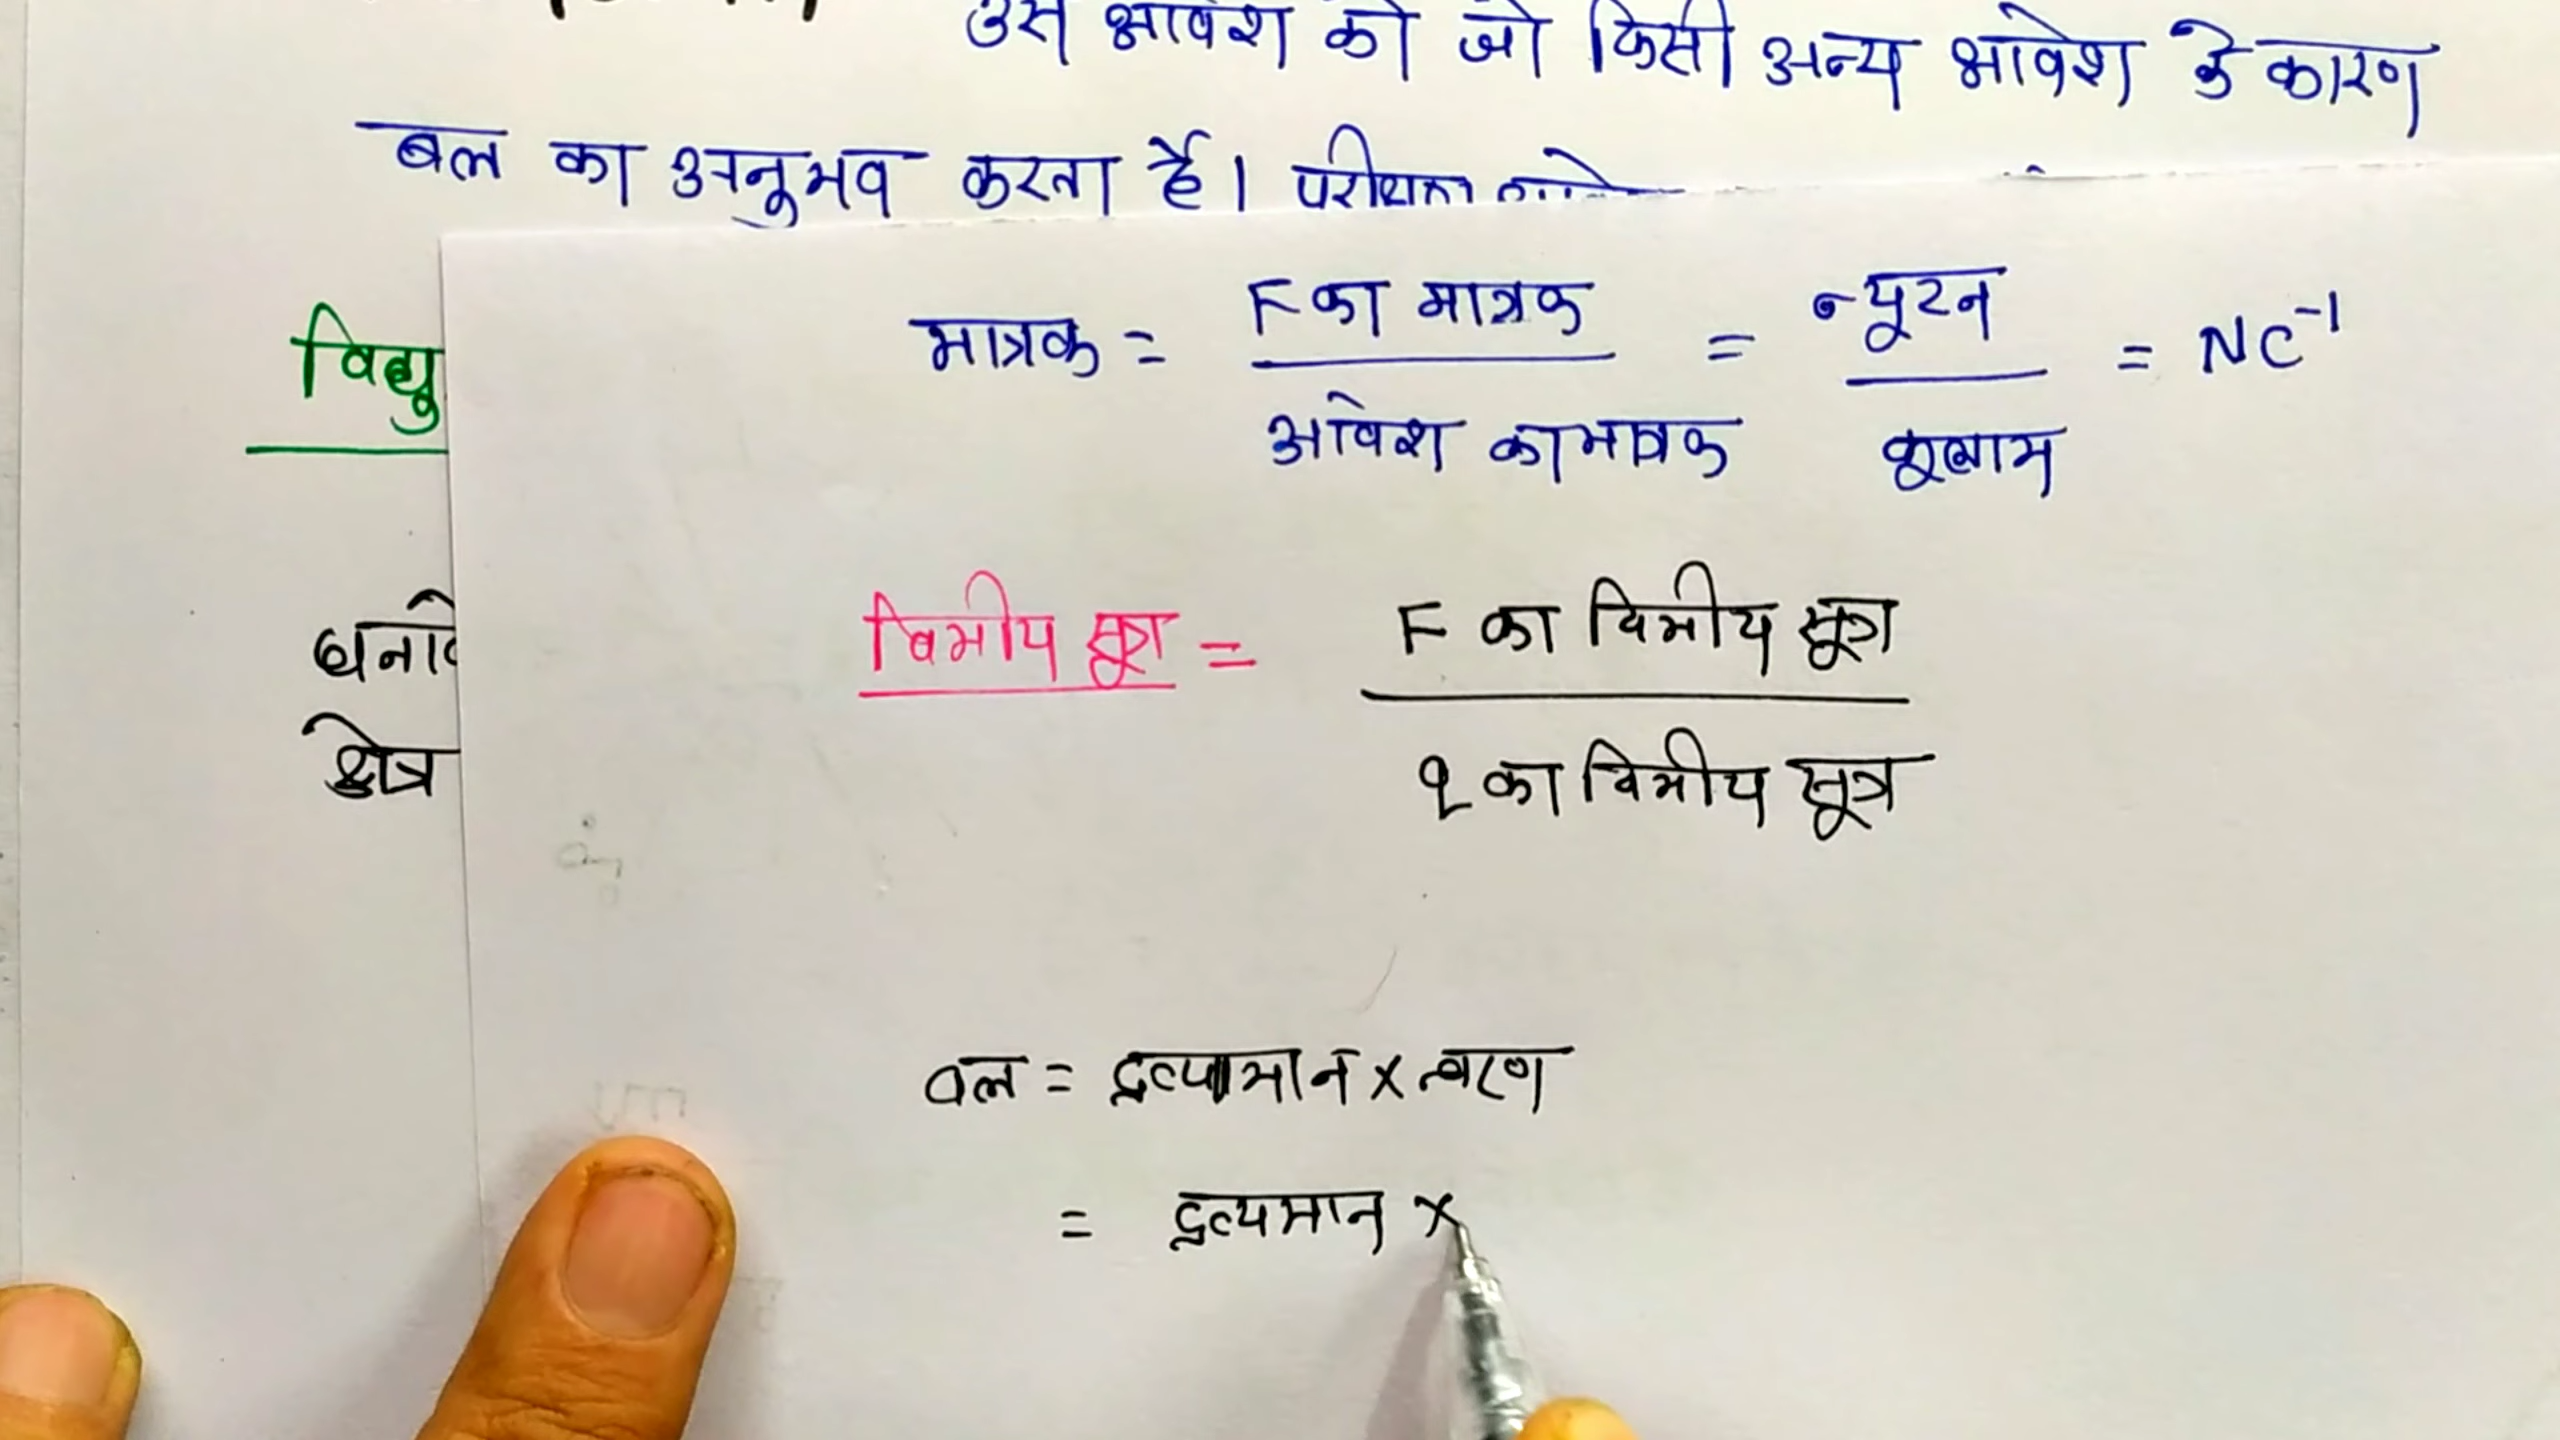 उस आवेश को जो किसी अन्य आवेश के कारण
बल का अनुभव करता है।
मात्रक = F का मात्रक / आवेश का मात्रक = न्यूटन / कूलाम = NC⁻¹
विद्यु
विमीय सूत्र = F का विमीय सूत्र / q का विमीय सूत्र
क्षेत्र
बल = द्रव्यमान × त्वरण
= द्रव्यमान ×